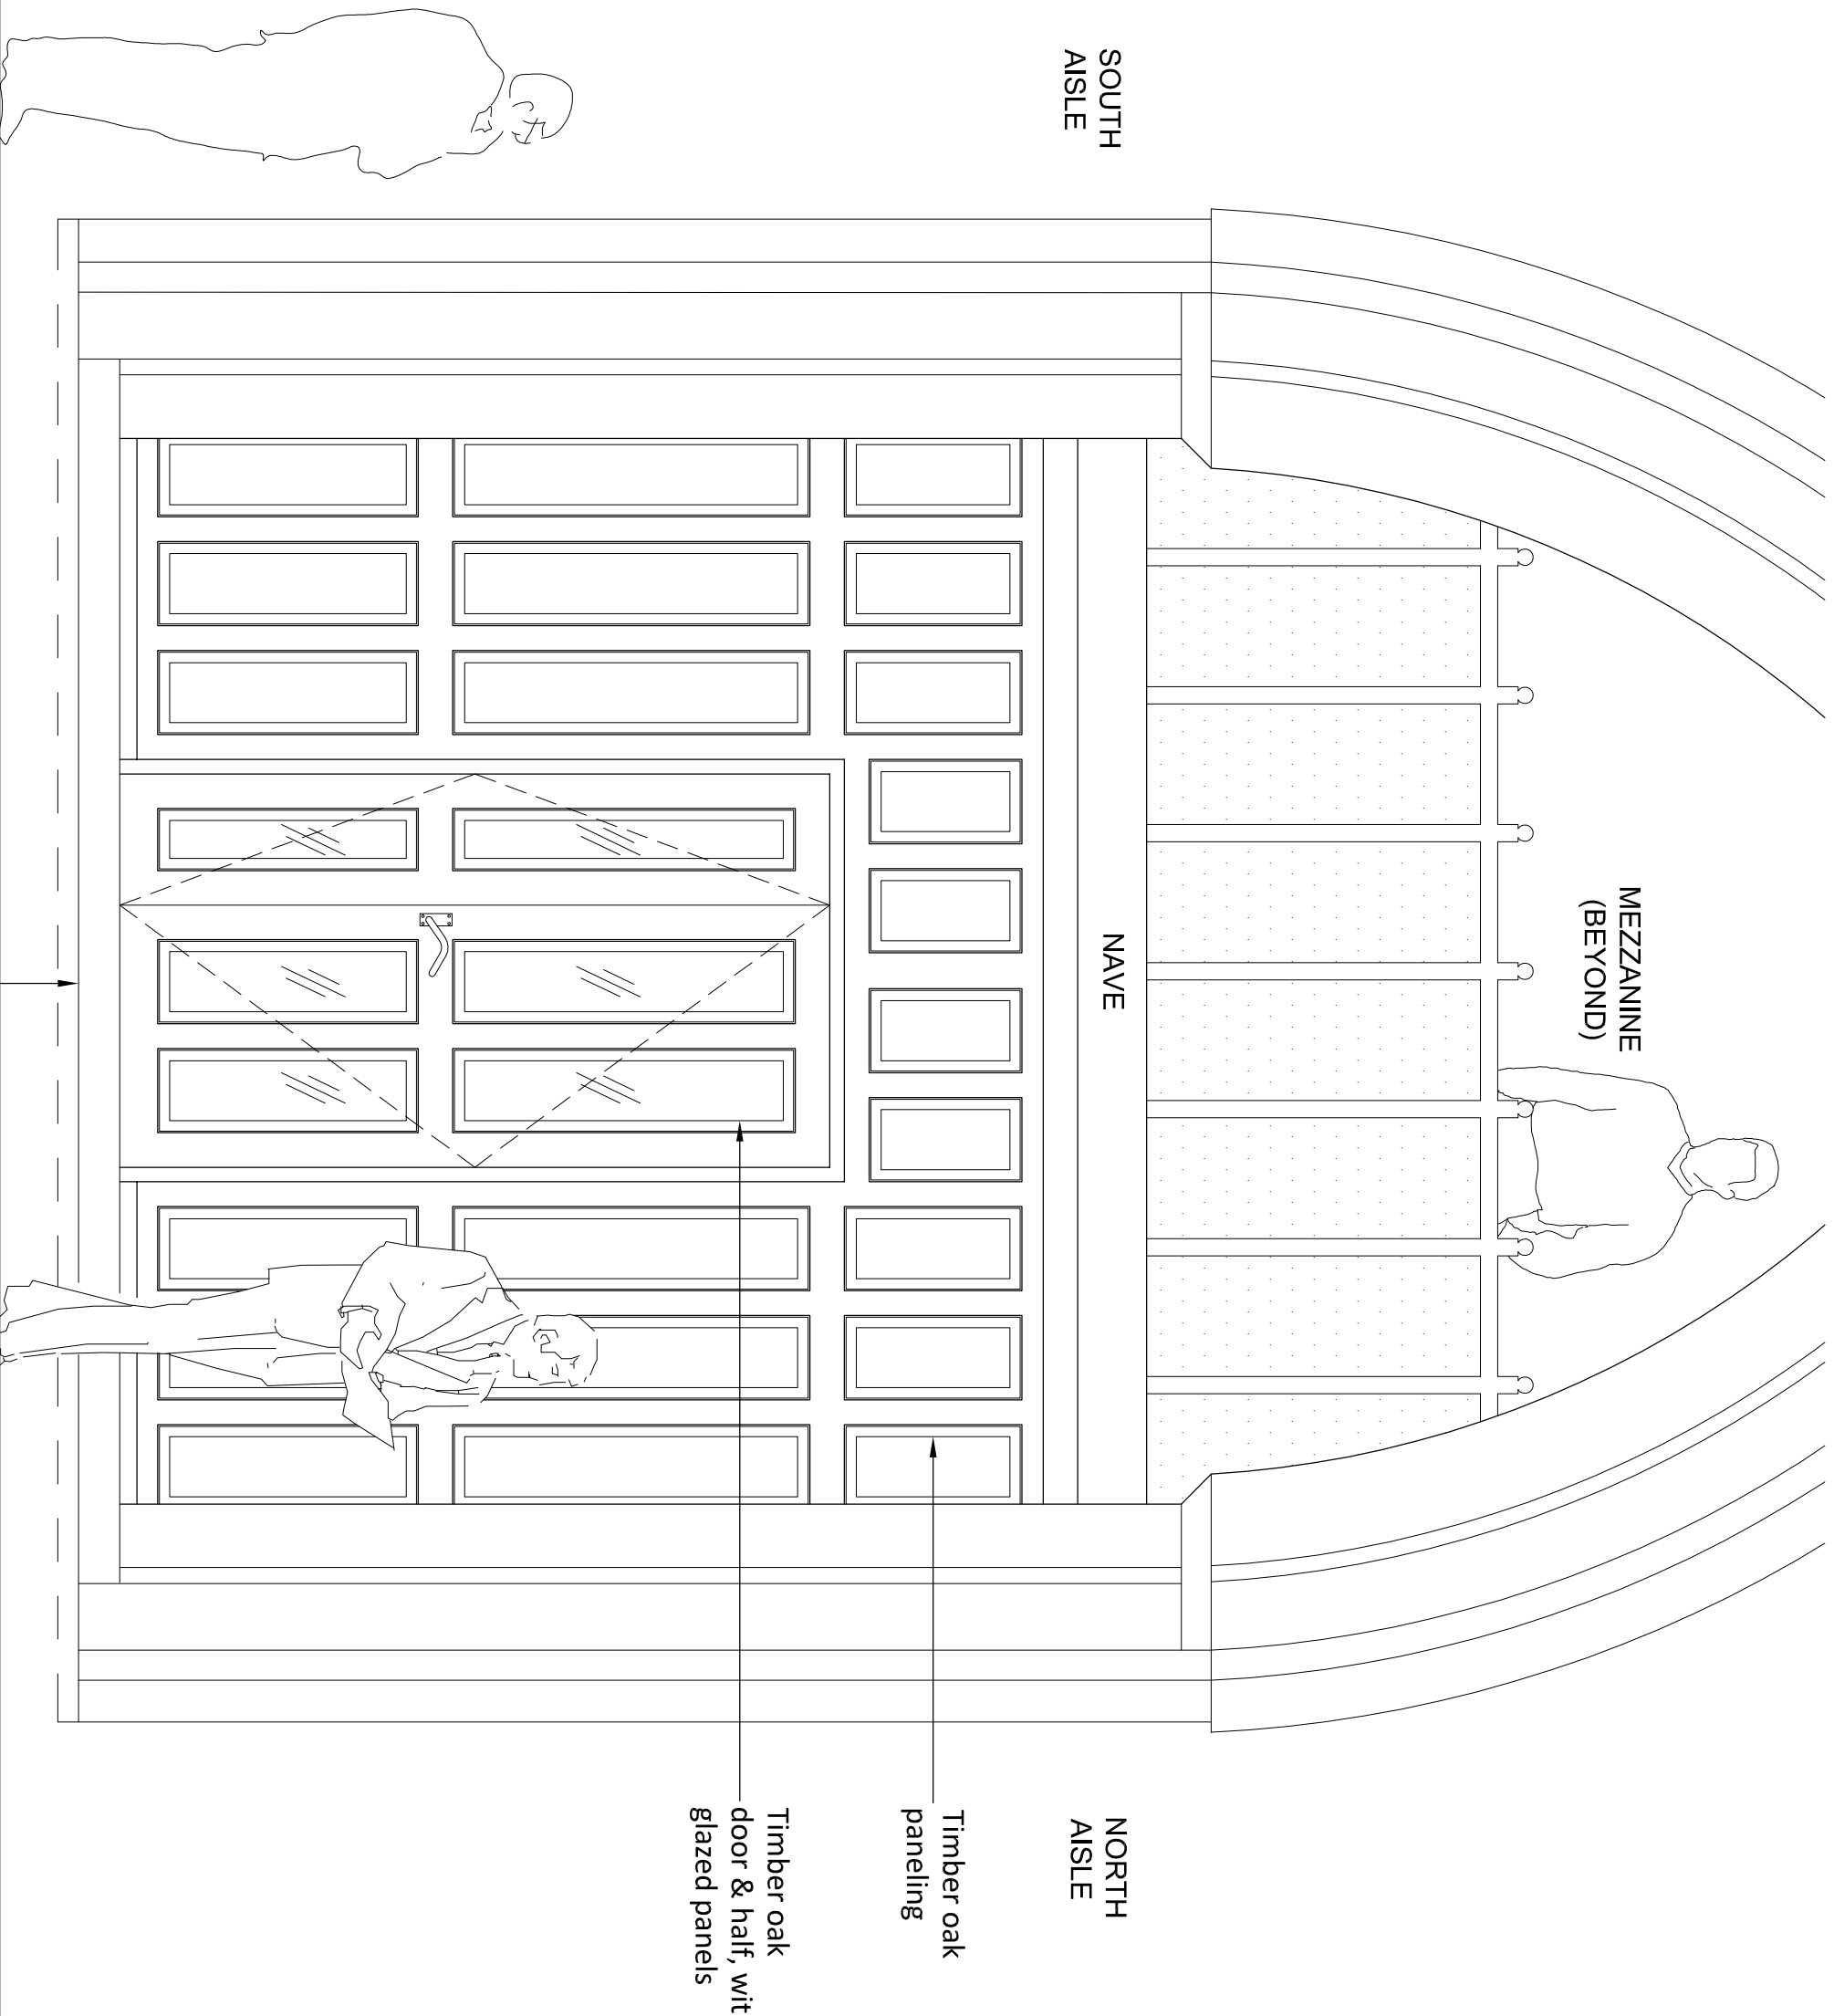 MEZZANINE
(BEYOND)
SOUTH
AISLE
NAVE
NORTH
AISLE
Timber oak
paneling
Timber oak
door & half, wit
glazed panels